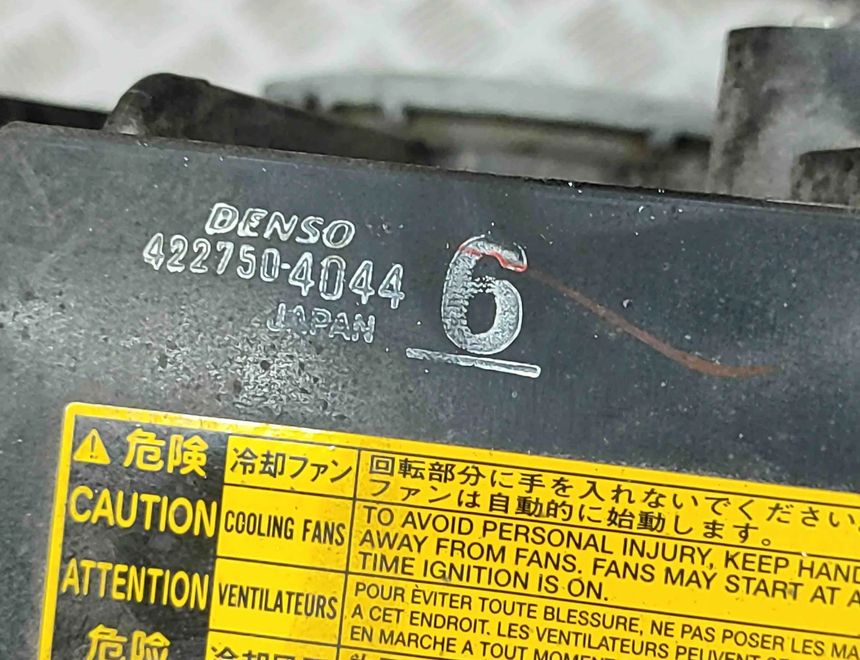 DENSO
422750-4044
JAPAN
6
危険
冷却ファン
回転部分に手を入れないでください
ファンは自動的に始動します。
CAUTION
COOLING FANS
TO AVOID PERSONAL INJURY, KEEP HAND
AWAY FROM FANS. FANS MAY START AT A
TIME IGNITION IS ON.
ATTENTION
VENTILATEURS
POUR ÈVITER TOUTE BLESSURE, NE PAS POSER LES MA
A CET ENDROIT. LES VENTILATEURS PEUVENT
EN MARCHE A TOUT MOMEN
危险